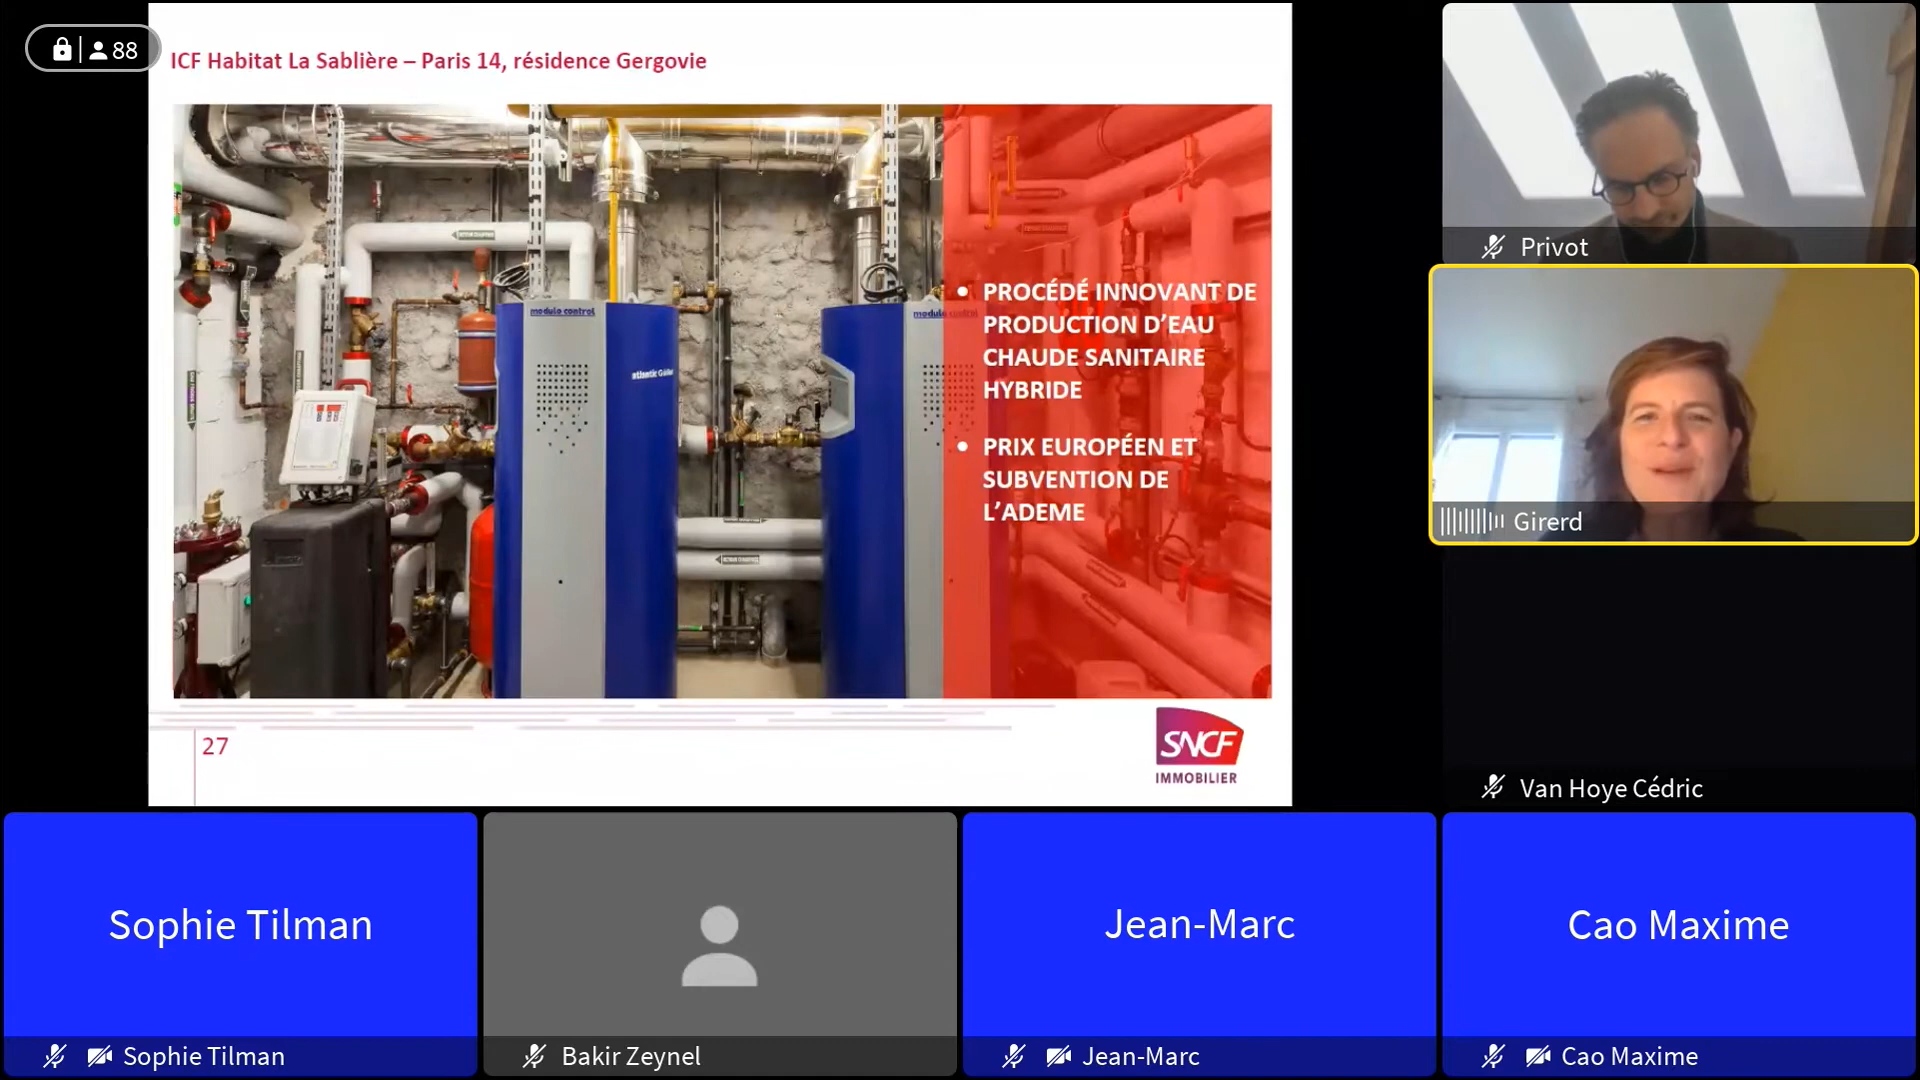 88
ICF Habitat La Sablière – Paris 14, résidence Gergovie
modulo control
modulo control
atlantic
• PROCÉDÉ INNOVANT DE
PRODUCTION D’EAU
CHAUDE SANITAIRE
HYBRIDE
• PRIX EUROPÉEN ET
SUBVENTION DE
L’ADEME
27
SNCF
IMMOBILIER
Privot
Girerd
Van Hoye Cédric
Sophie Tilman
Sophie Tilman
Bakir Zeynel
Jean-Marc
Jean-Marc
Cao Maxime
Cao Maxime